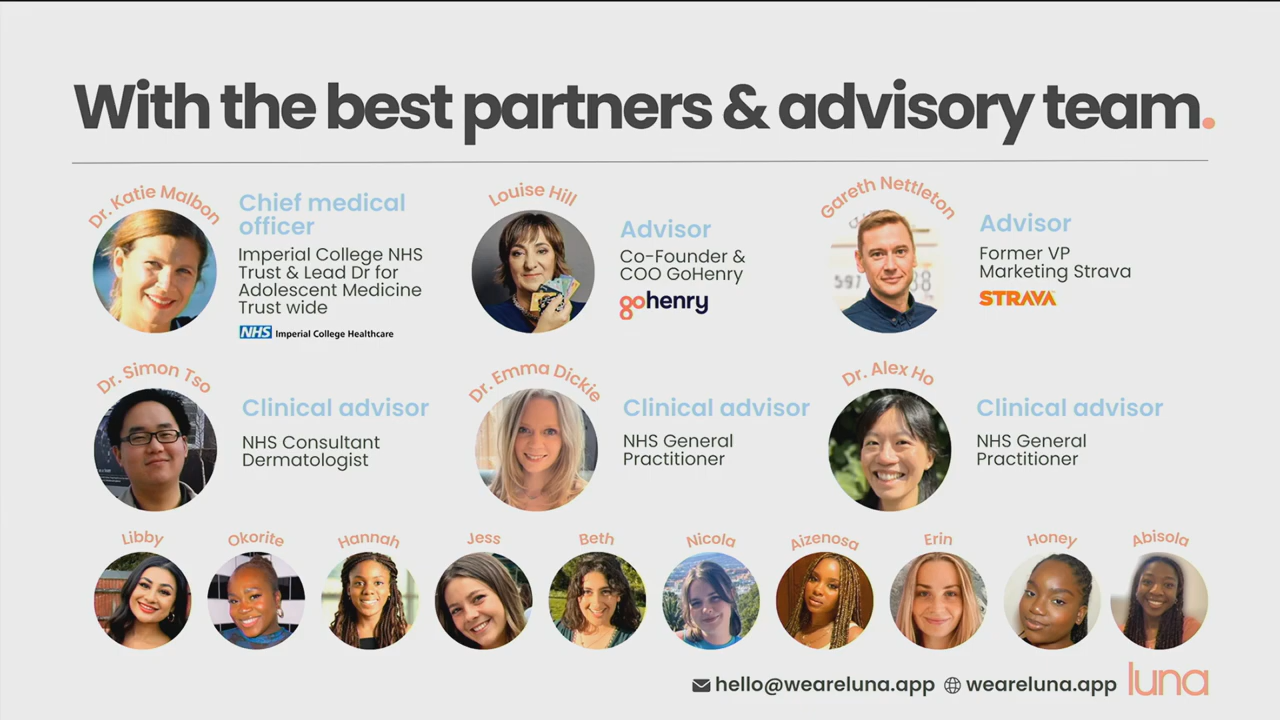 With the best partners & advisory team.
Dr. Katie Malbon
Chief medical
officer
Imperial College NHS
Trust & Lead Dr for
Adolescent Medicine
Trust wide
NHS Imperial College Healthcare
Louise Hill
Advisor
Co-Founder &
COO GoHenry
gohenry
Gareth Nettleton
Advisor
Former VP
Marketing Strava
STRAVA
Dr. Simon Tso
Clinical advisor
NHS Consultant
Dermatologist
Dr. Emma Dickie
Clinical advisor
NHS General
Practitioner
Dr. Alex Ho
Clinical advisor
NHS General
Practitioner
Libby
Okorite
Hannah
Jess
Beth
Nicola
Aizenosa
Erin
Honey
Abisola
hello@weareluna.app weareluna.app luna